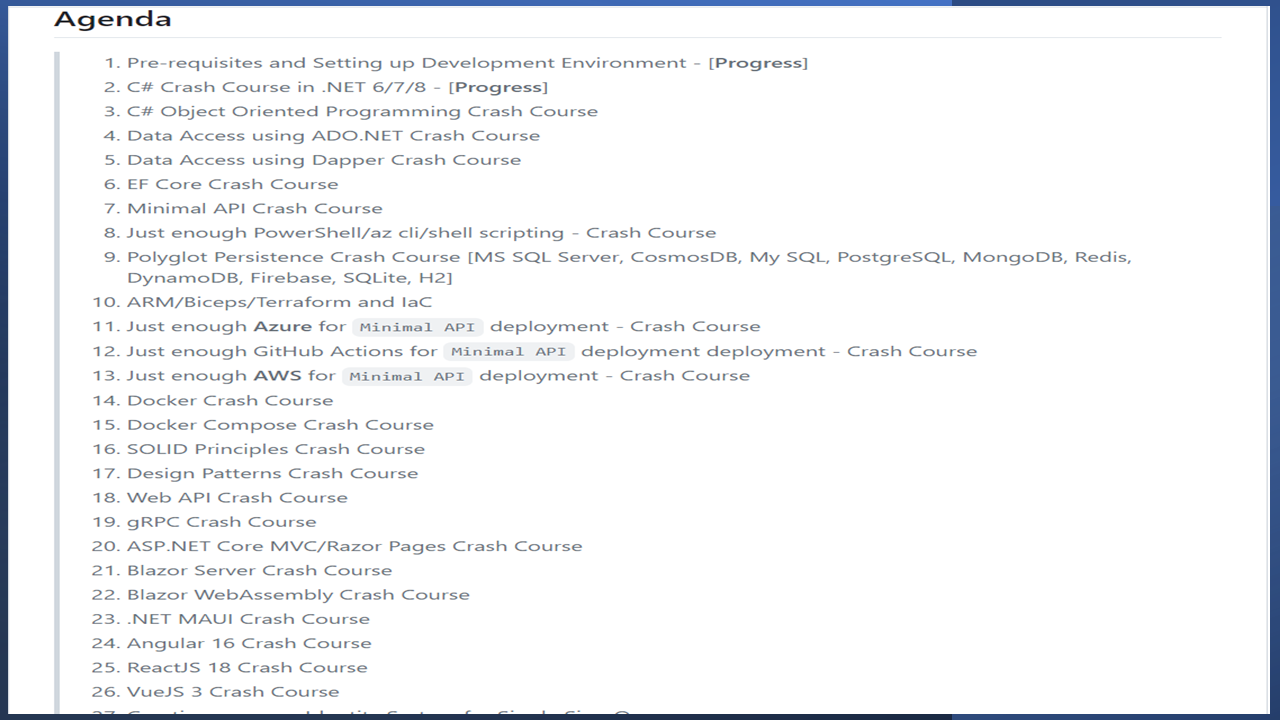 Agenda
1. Pre-requisites and Setting up Development Environment - [Progress]
2. C# Crash Course in .NET 6/7/8 - [Progress]
3. C# Object Oriented Programming Crash Course
4. Data Access using ADO.NET Crash Course
5. Data Access using Dapper Crash Course
6. EF Core Crash Course
7. Minimal API Crash Course
8. Just enough PowerShell/az cli/shell scripting - Crash Course
9. Polyglot Persistence Crash Course [MS SQL Server, CosmosDB, My SQL, PostgreSQL, MongoDB, Redis,
DynamoDB, Firebase, SQLite, H2]
10. ARM/Biceps/Terraform and IaC
11. Just enough Azure for Minimal API deployment - Crash Course
12. Just enough GitHub Actions for Minimal API deployment deployment - Crash Course
13. Just enough AWS for Minimal API deployment - Crash Course
14. Docker Crash Course
15. Docker Compose Crash Course
16. SOLID Principles Crash Course
17. Design Patterns Crash Course
18. Web API Crash Course
19. gRPC Crash Course
20. ASP.NET Core MVC/Razor Pages Crash Course
21. Blazor Server Crash Course
22. Blazor WebAssembly Crash Course
23. .NET MAUI Crash Course
24. Angular 16 Crash Course
25. ReactJS 18 Crash Course
26. VueJS 3 Crash Course